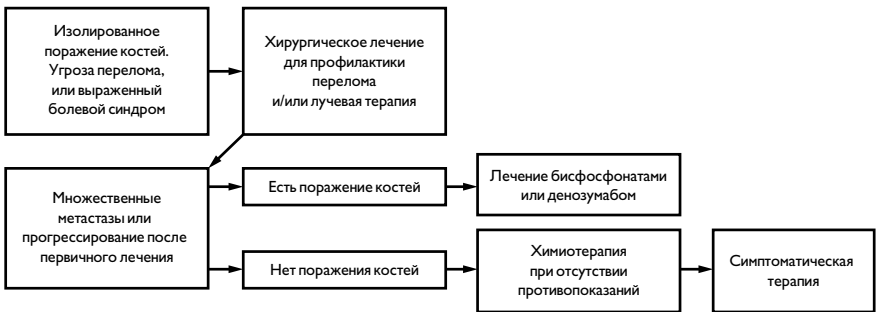 Изолированное
поражение костей.
Угроза перелома,
или выраженный
болевой синдром
Хирургическое лечение
для профилактики
перелома
и/или лучевая терапия
Множественные
метастазы или
прогрессирование после
первичного лечения
Есть поражение костей
Лечение бисфосфонатами
или денозумабом
Нет поражения костей
Химиотерапия
при отсутствии
противопоказаний
Симптоматическая
терапия